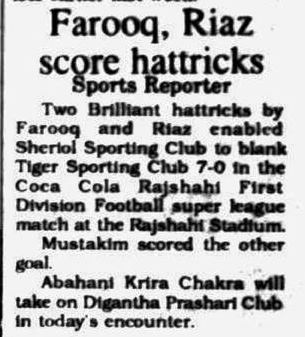 Farooq, Riaz
score hattricks
Sports Reporter
Two Brilliant hattricks by
Farooq and Riaz enabled
Sheriol Sporting Club to blank
Tiger Sporting Club 7-0 in the
Coca Cola Rajshahi First
Division Football super league
match at the Rajshahi Stadium.
Mustakim scored the other
goal.
Abahani Krira Chakra will
take on Digantha Prashari Club
in today's encounter.